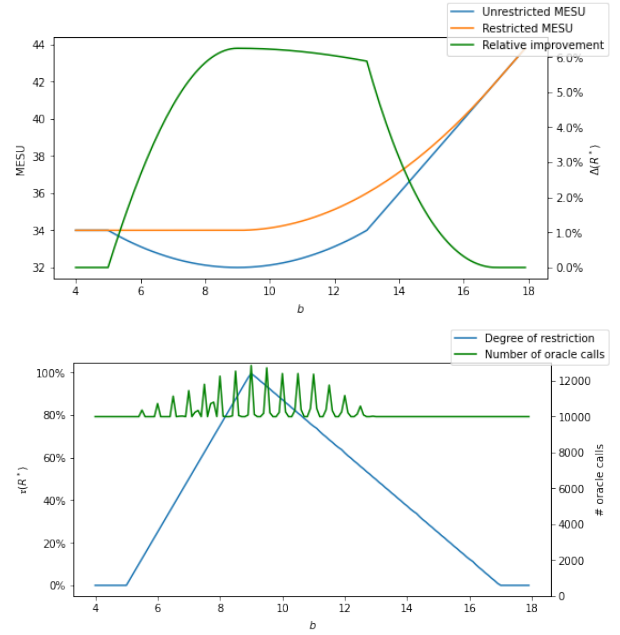 Unrestricted MESU
Restricted MESU
Relative improvement
44
42
40
38
36
34
32
MESU
6.0%
5.0%
4.0%
3.0%
2.0%
1.0%
0.0%
Δ(R*)
4 6 8 10 12 14 16 18
b
Degree of restriction
Number of oracle calls
100%
80%
60%
40%
20%
0%
τ(R*)
12000
10000
8000
6000
4000
2000
0
# oracle calls
4 6 8 10 12 14 16 18
b